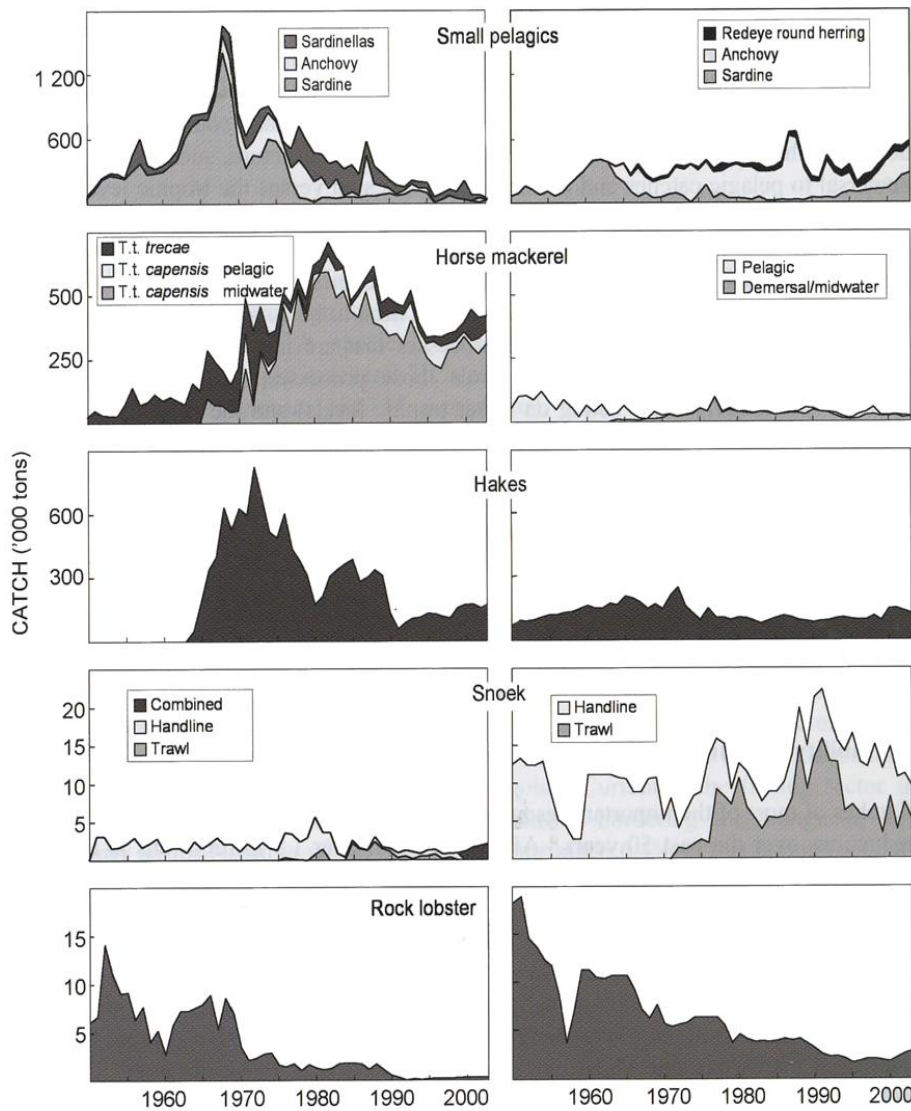 Small pelagics
Sardinellas
Anchovy
Sardine
Redeye round herring
Anchovy
Sardine
1 200
600
Horse mackerel
T.t. trecae
T.t. capensis pelagic
T.t. capensis midwater
Pelagic
Demersal/midwater
500
250
Hakes
600
300
CATCH ('000 tons)
Snoek
Combined
Handline
Trawl
Handline
Trawl
20
15
10
5
Rock lobster
15
10
5
1960 1970 1980 1990 2000 1960 1970 1980 1990 2000